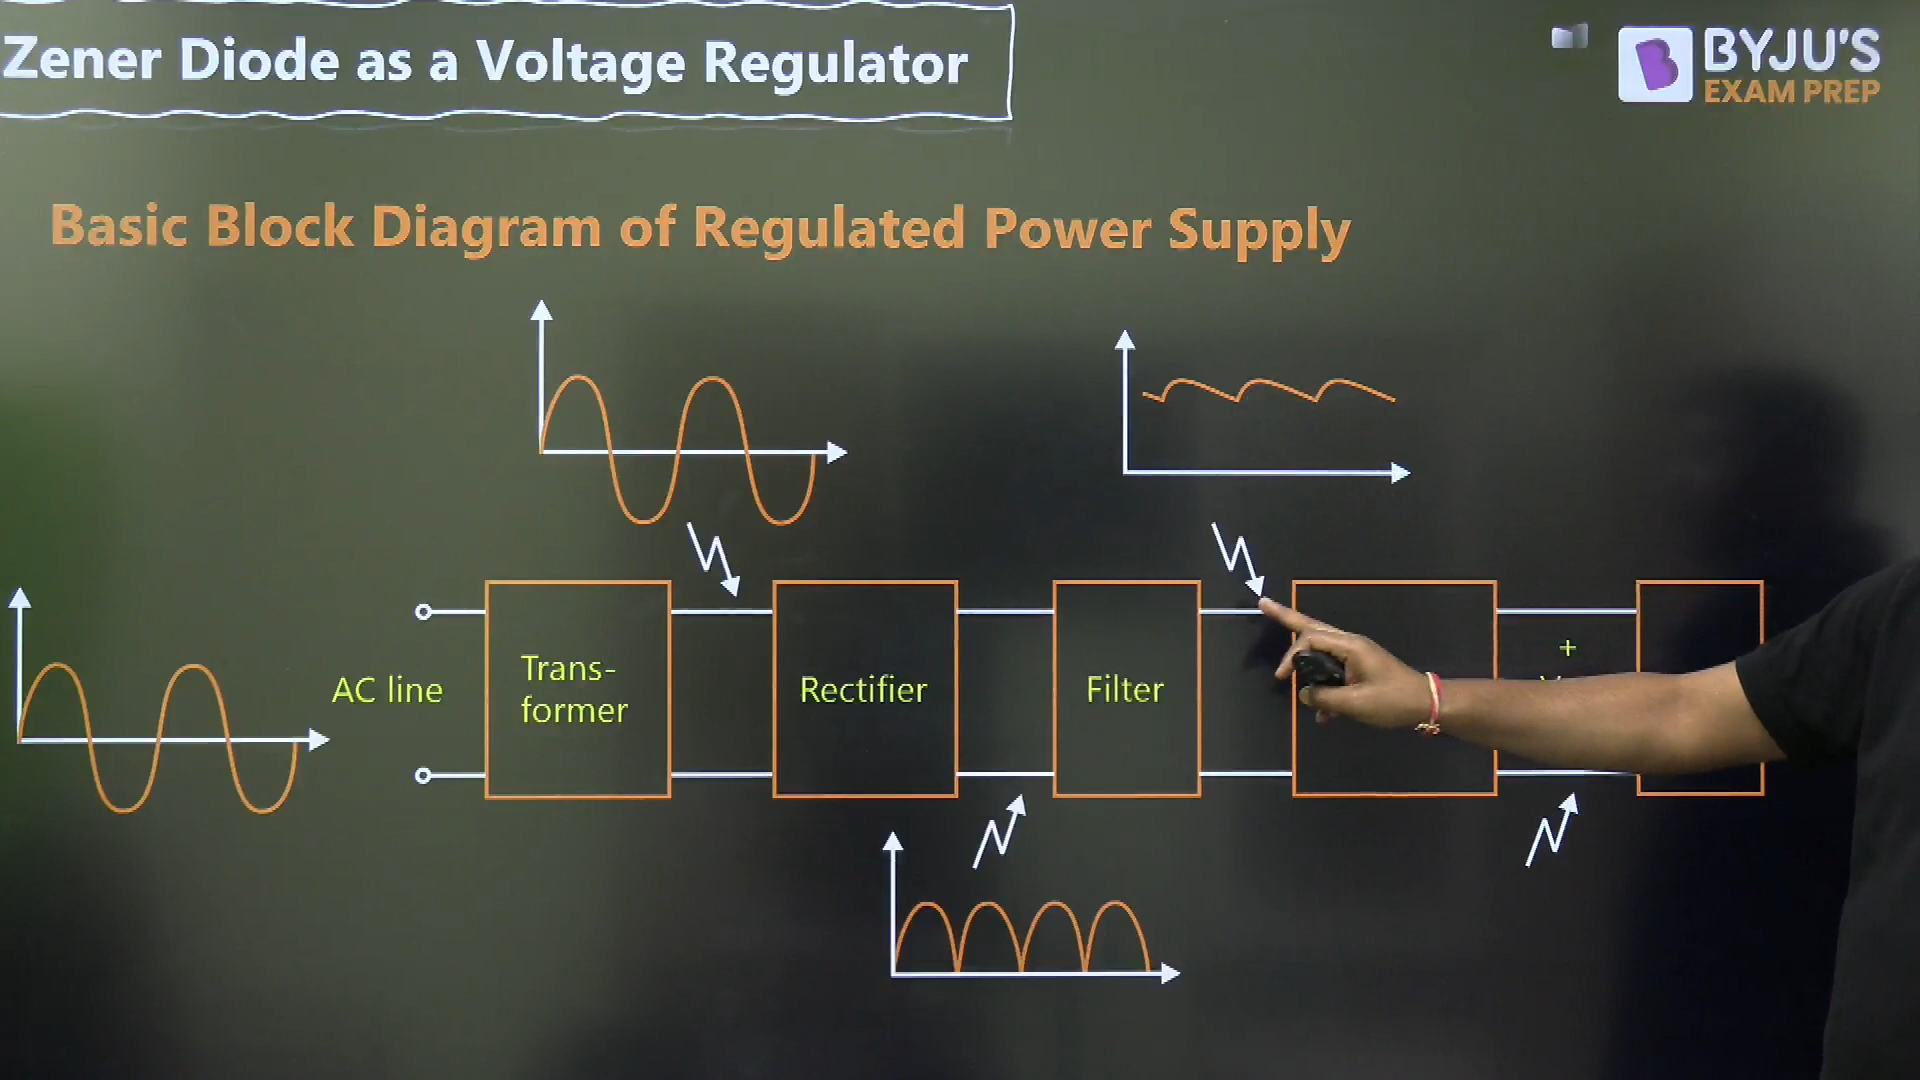 Zener Diode as a Voltage Regulator
BYJU'S
EXAM PREP
Basic Block Diagram of Regulated Power Supply
AC line
Trans-
former
Rectifier
Filter
+